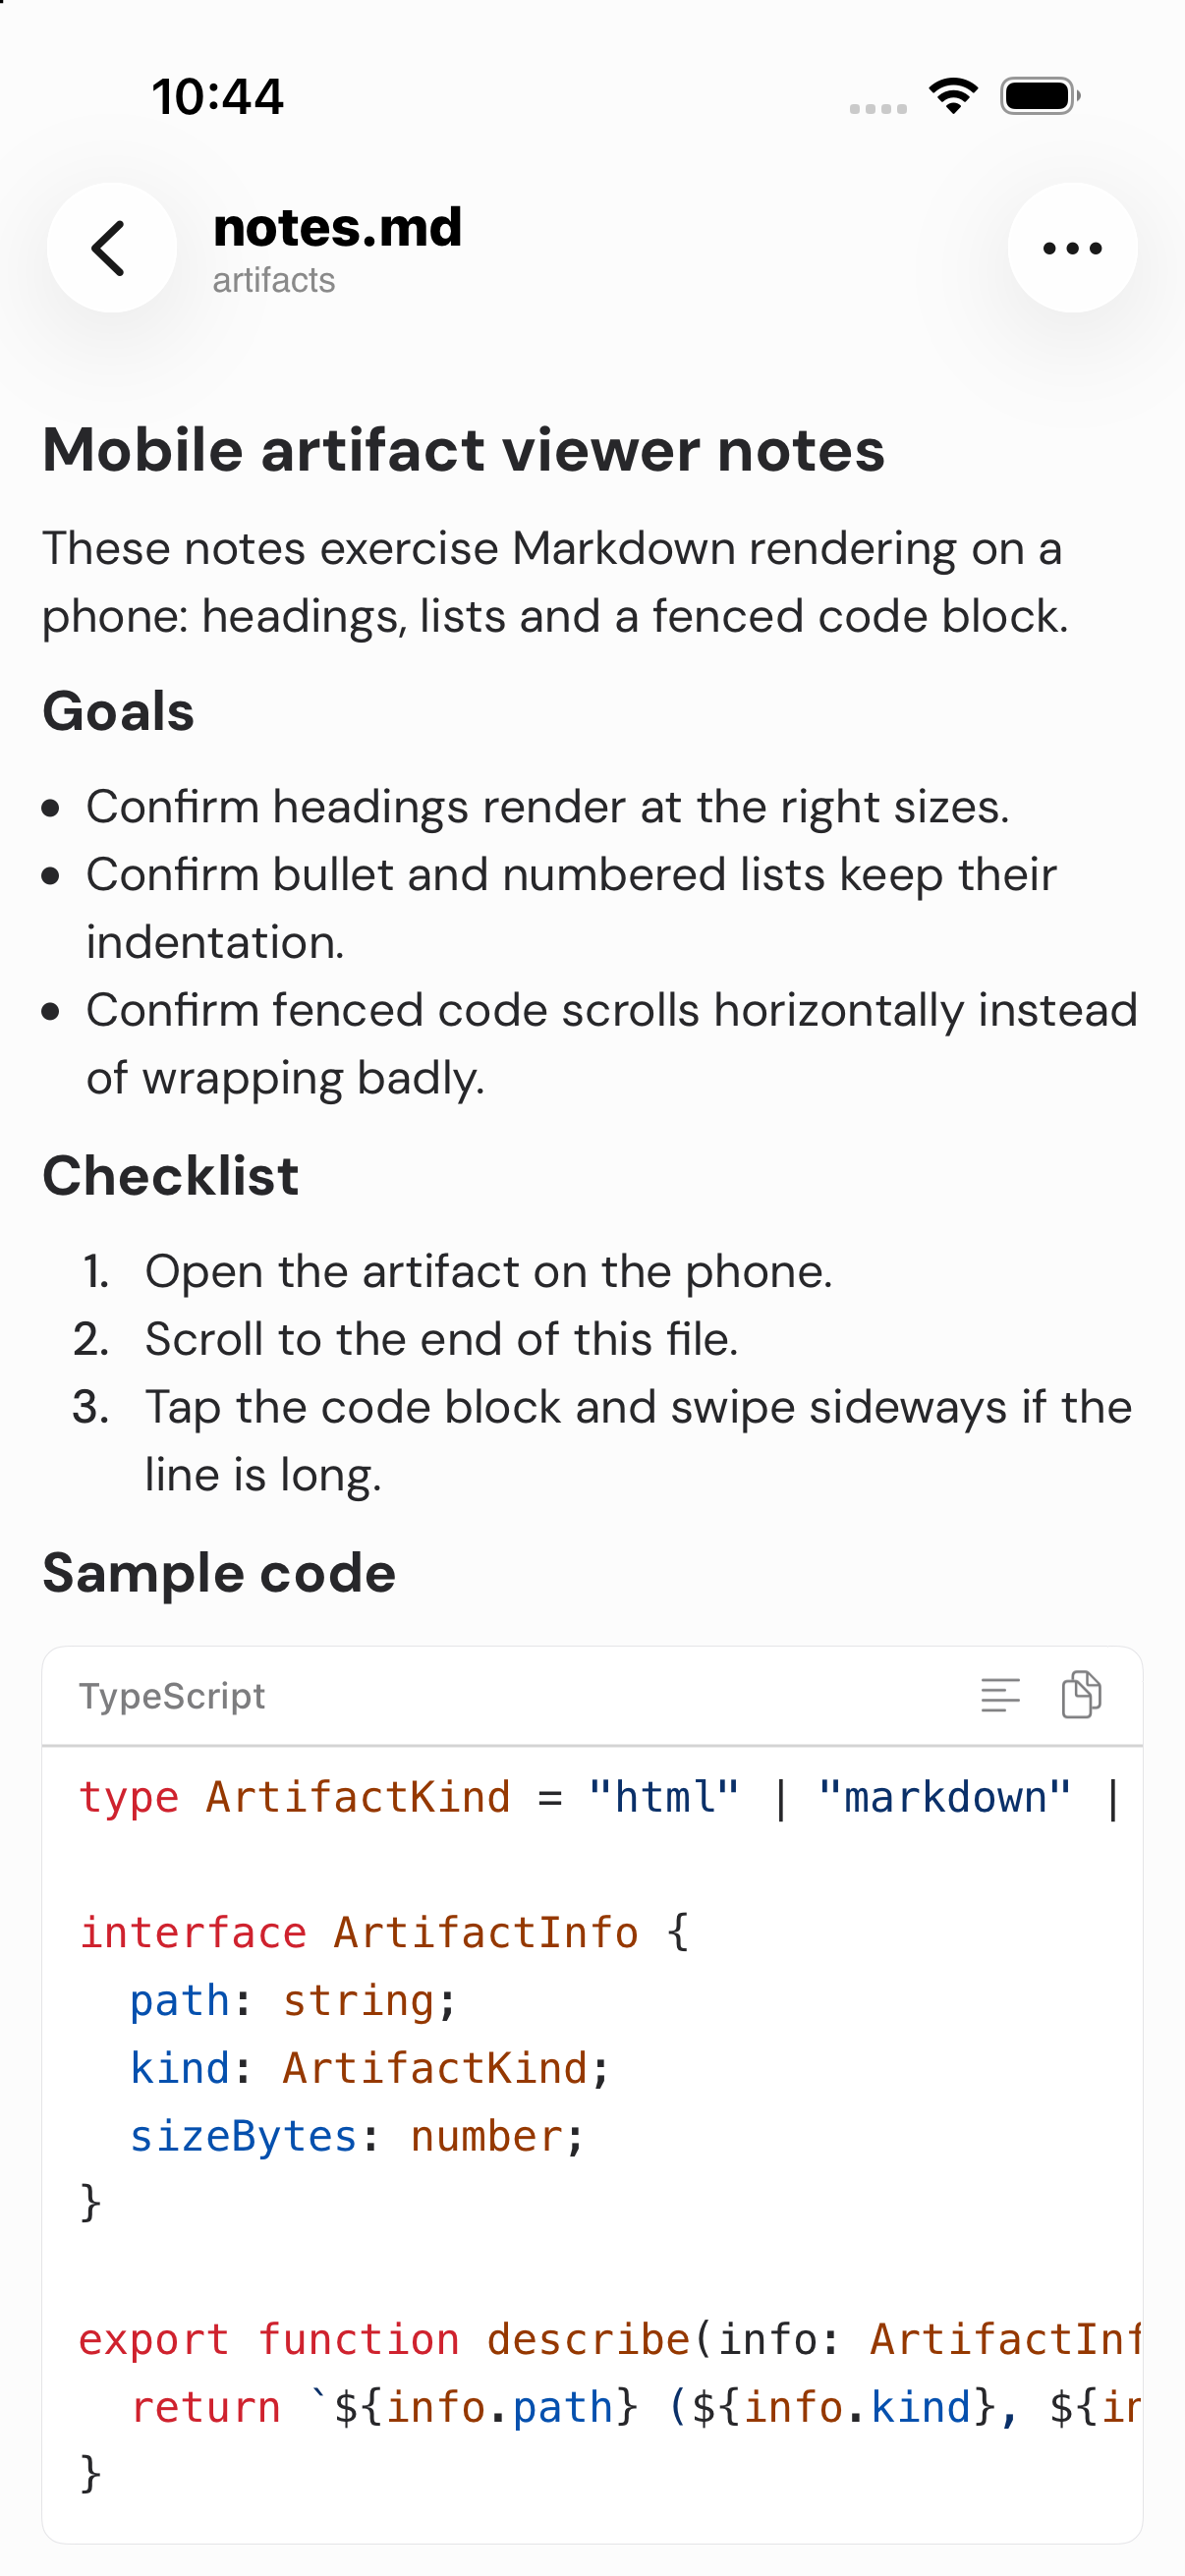 10:44
notes.md
artifacts
Mobile artifact viewer notes
These notes exercise Markdown rendering on a
phone: headings, lists and a fenced code block.
Goals
• Confirm headings render at the right sizes.
• Confirm bullet and numbered lists keep their
indentation.
• Confirm fenced code scrolls horizontally instead
of wrapping badly.
Checklist
1. Open the artifact on the phone.
2. Scroll to the end of this file.
3. Tap the code block and swipe sideways if the
line is long.
Sample code
TypeScript
type ArtifactKind = "html" | "markdown" |
interface ArtifactInfo {
  path: string;
  kind: ArtifactKind;
  sizeBytes: number;
}
export function describe(info: ArtifactInf
  return `${info.path} (${info.kind}, ${in
}